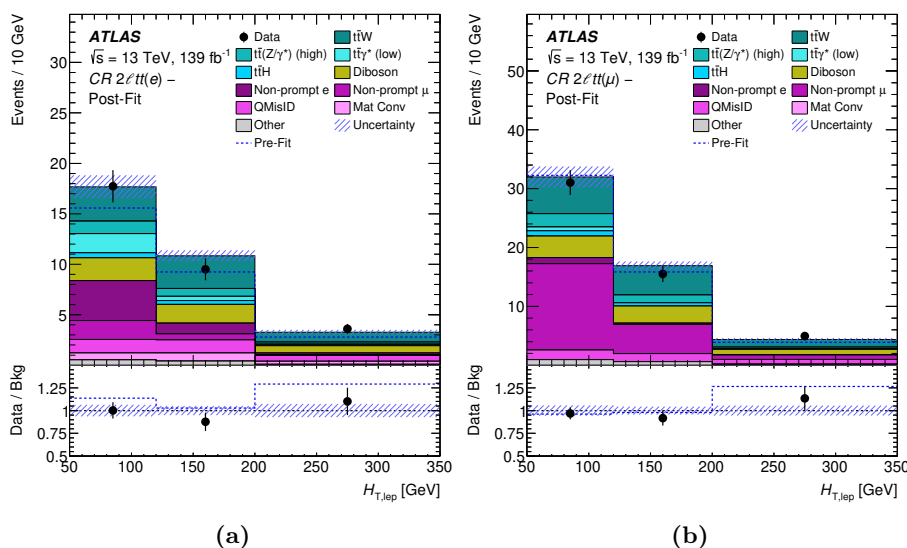 Events / 10 GeV
ATLAS
√s = 13 TeV, 139 fb⁻¹
CR 2ℓtt(e) –
Post-Fit
Data
tt̄W
tt̄(Z/γ*) (high)
tt̄γ* (low)
tt̄H
Diboson
Non-prompt e
Non-prompt μ
QMisID
Mat Conv
Other
Uncertainty
Pre-Fit
35
30
25
20
15
10
5
Data / Bkg
1.25
1
0.75
0.5
50 100 150 200 250 300 350
H_T,lep [GeV]
(a)
Events / 10 GeV
ATLAS
√s = 13 TeV, 139 fb⁻¹
CR 2ℓtt(μ) –
Post-Fit
Data
tt̄W
tt̄(Z/γ*) (high)
tt̄γ* (low)
tt̄H
Diboson
Non-prompt e
Non-prompt μ
QMisID
Mat Conv
Other
Uncertainty
Pre-Fit
50
40
30
20
10
Data / Bkg
1.25
1
0.75
0.5
50 100 150 200 250 300 350
H_T,lep [GeV]
(b)